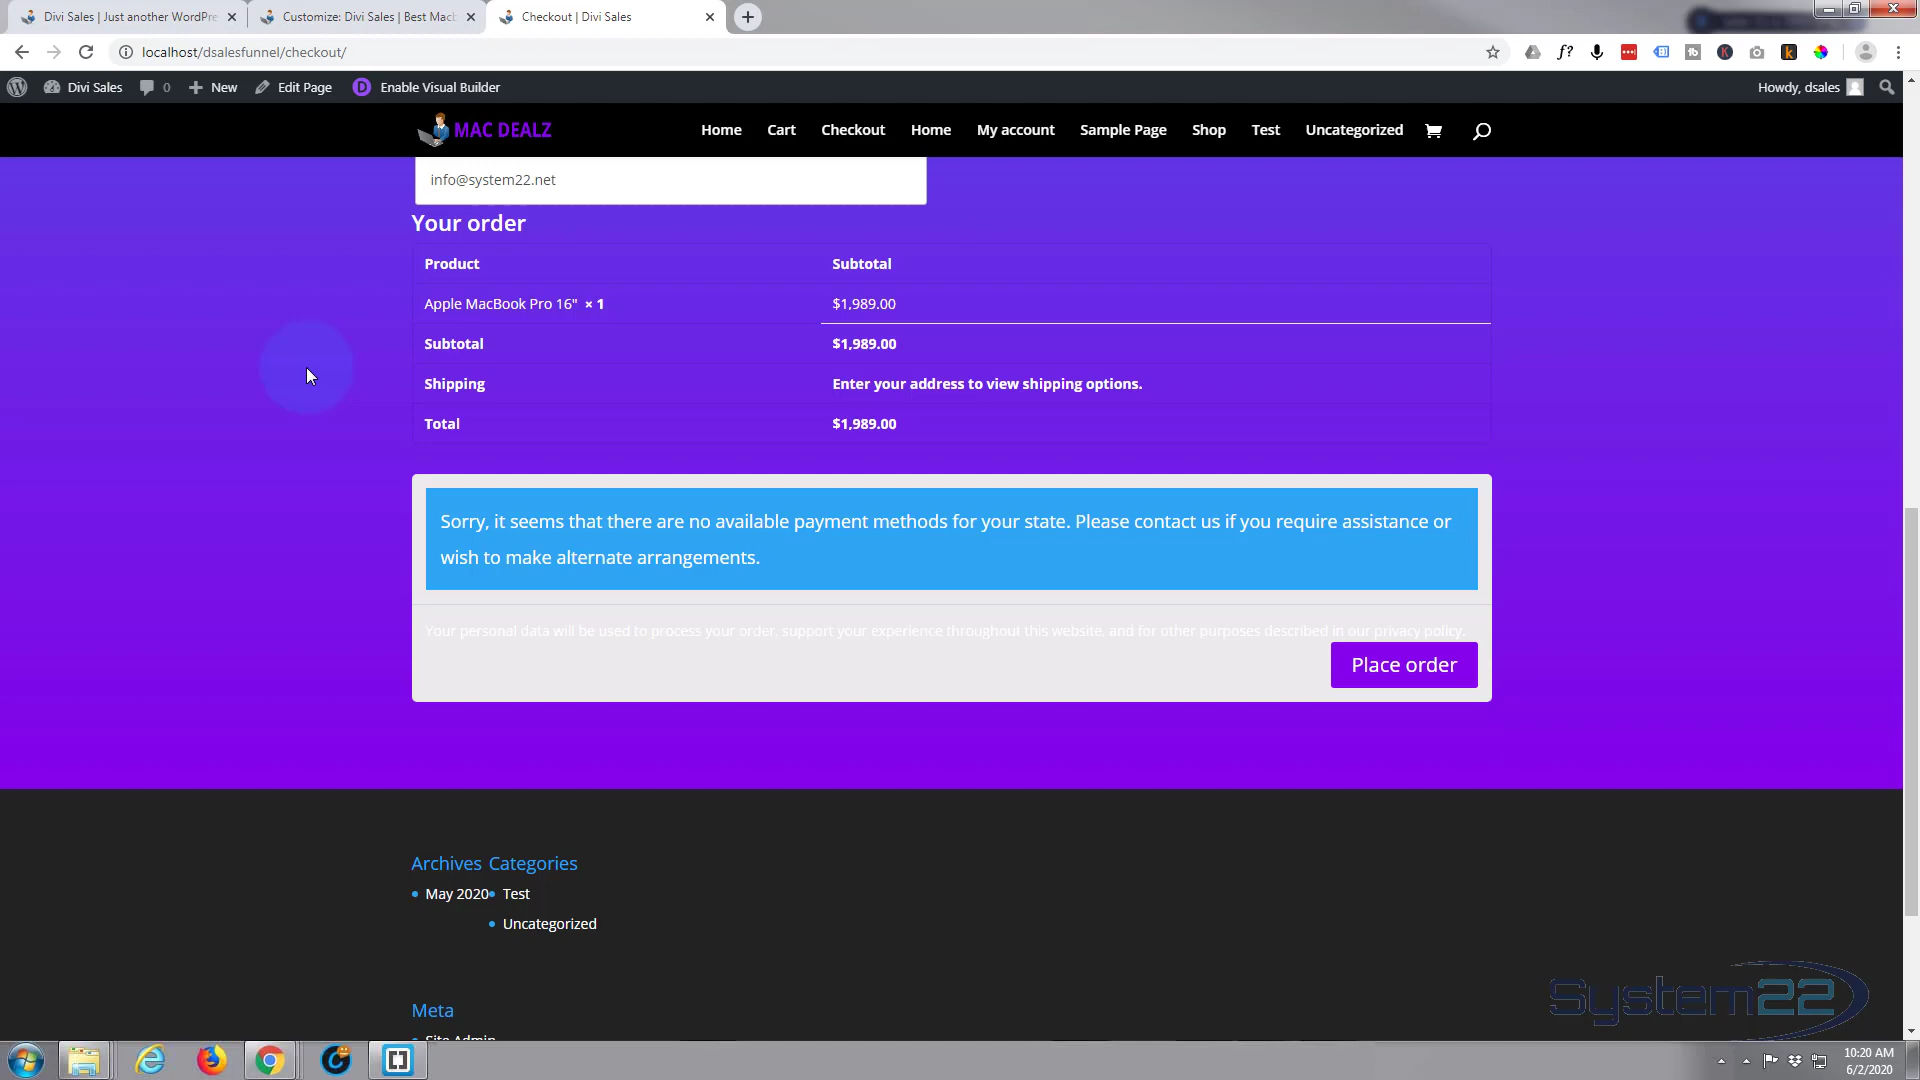 Divi Sales | Just another WordPre
Customize: Divi Sales | Best Macb
Checkout | Divi Sales
localhost/dsalesfunnel/checkout/
Divi Sales
0
New
Edit Page
Enable Visual Builder
Howdy, dsales
MAC DEALZ
Home
Cart
Checkout
Home
My account
Sample Page
Shop
Test
Uncategorized
info@system22.net
Your order
Product
Subtotal
Apple MacBook Pro 16" × 1
$1,989.00
Subtotal
$1,989.00
Shipping
Enter your address to view shipping options.
Total
$1,989.00
Sorry, it seems that there are no available payment methods for your state. Please contact us if you require assistance or
wish to make alternate arrangements.
Your personal data will be used to process your order, support your experience throughout this website, and for other purposes described in our privacy policy.
Place order
Archives
Categories
May 2020
Test
Uncategorized
Meta
Site Admin
System22
10:20 AM
6/2/2020